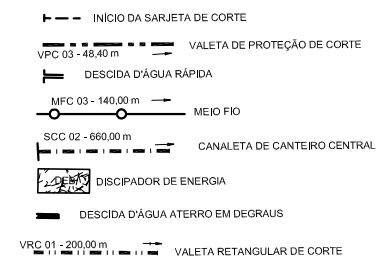 INÍCIO DA SARJETA DE CORTE
VALETA DE PROTEÇÃO DE CORTE
VPC 03 - 48,40 m
DESCIDA D'ÁGUA RÁPIDA
MFC 03 - 140,00 m
MEIO FIO
SCC 02 - 660,00 m
CANALETA DE CANTEIRO CENTRAL
DISCIPADOR DE ENERGIA
DESCIDA D'ÁGUA ATERRO EM DEGRAUS
VRC 01 - 200,00 m
VALETA RETANGULAR DE CORTE